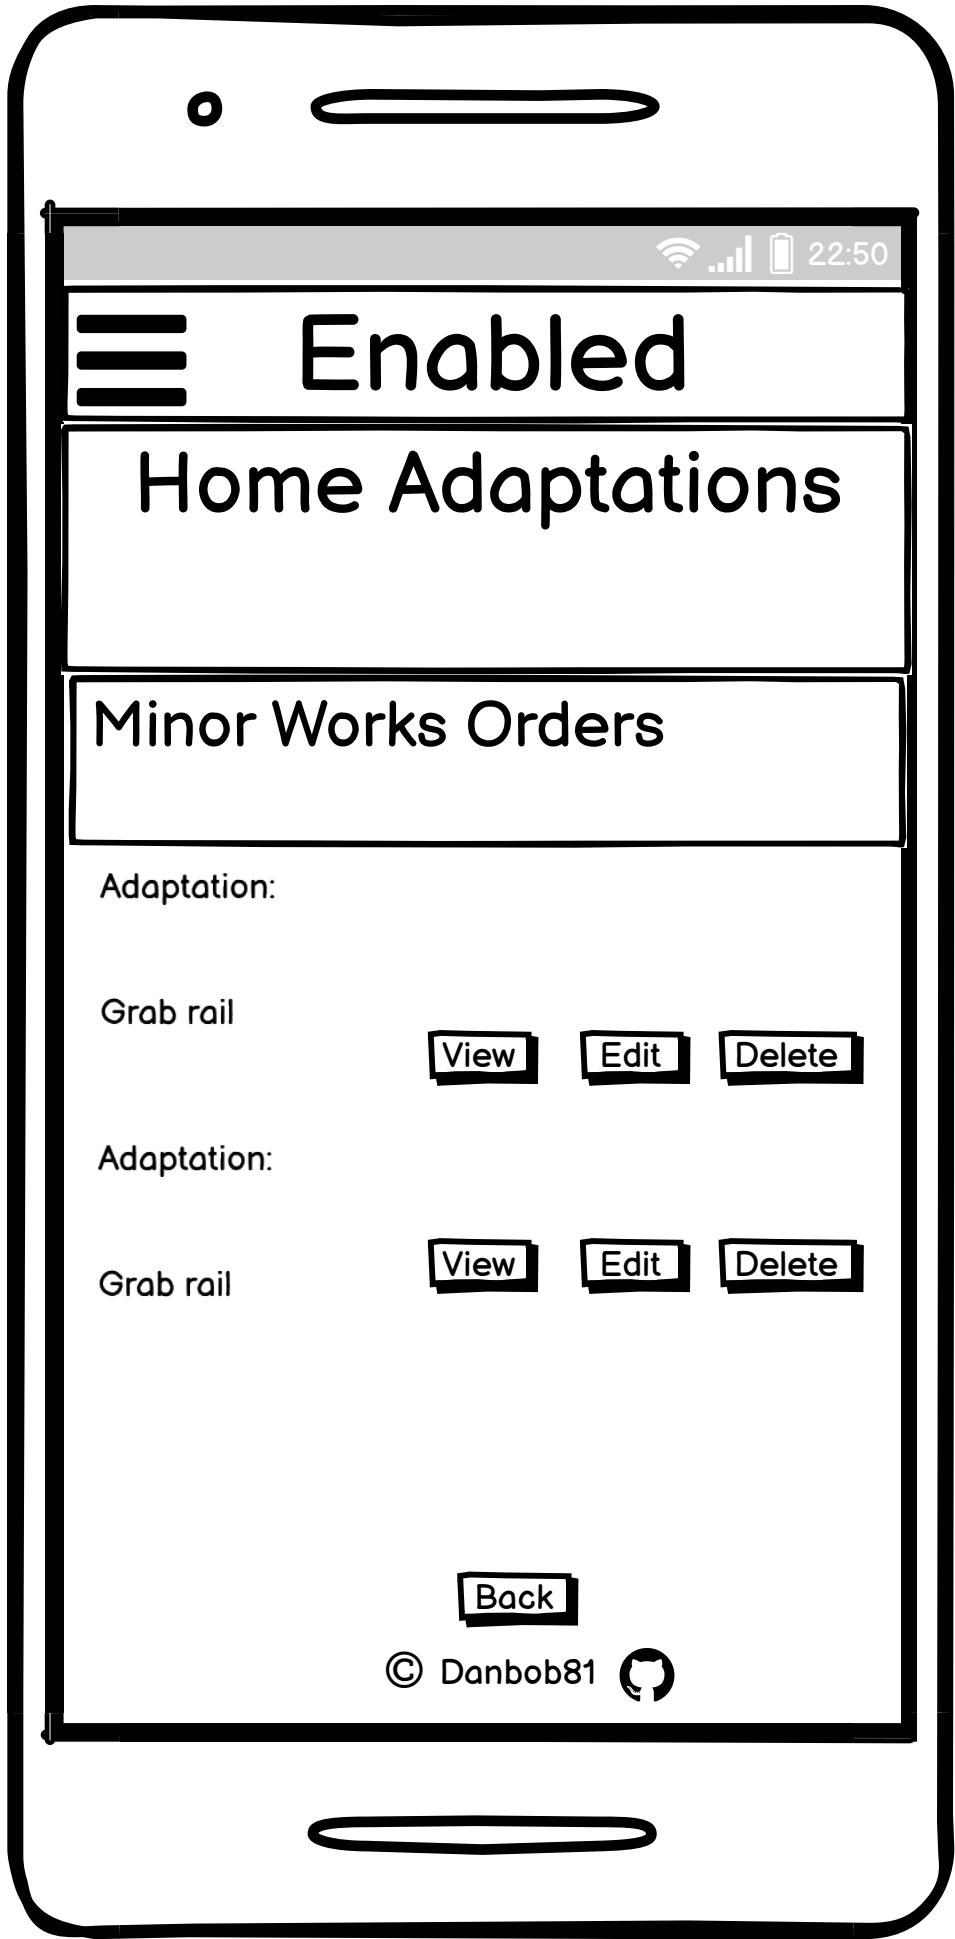 22:50
Enabled
Home Adaptations
Minor Works Orders
Adaptation:
Grab rail
View Edit Delete
Adaptation:
View Edit Delete
Grab rail
Back
© Danbob81